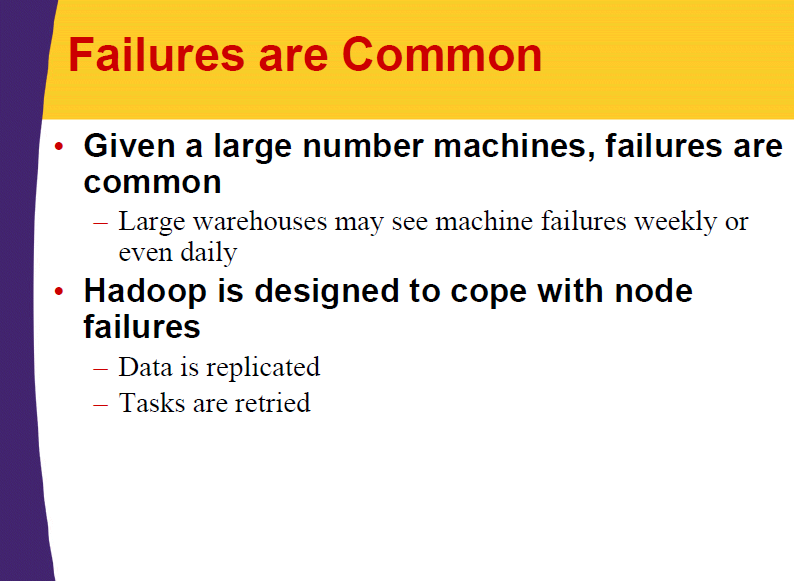 Failures are Common
• Given a large number machines, failures are
common
– Large warehouses may see machine failures weekly or
even daily
• Hadoop is designed to cope with node
failures
– Data is replicated
– Tasks are retried